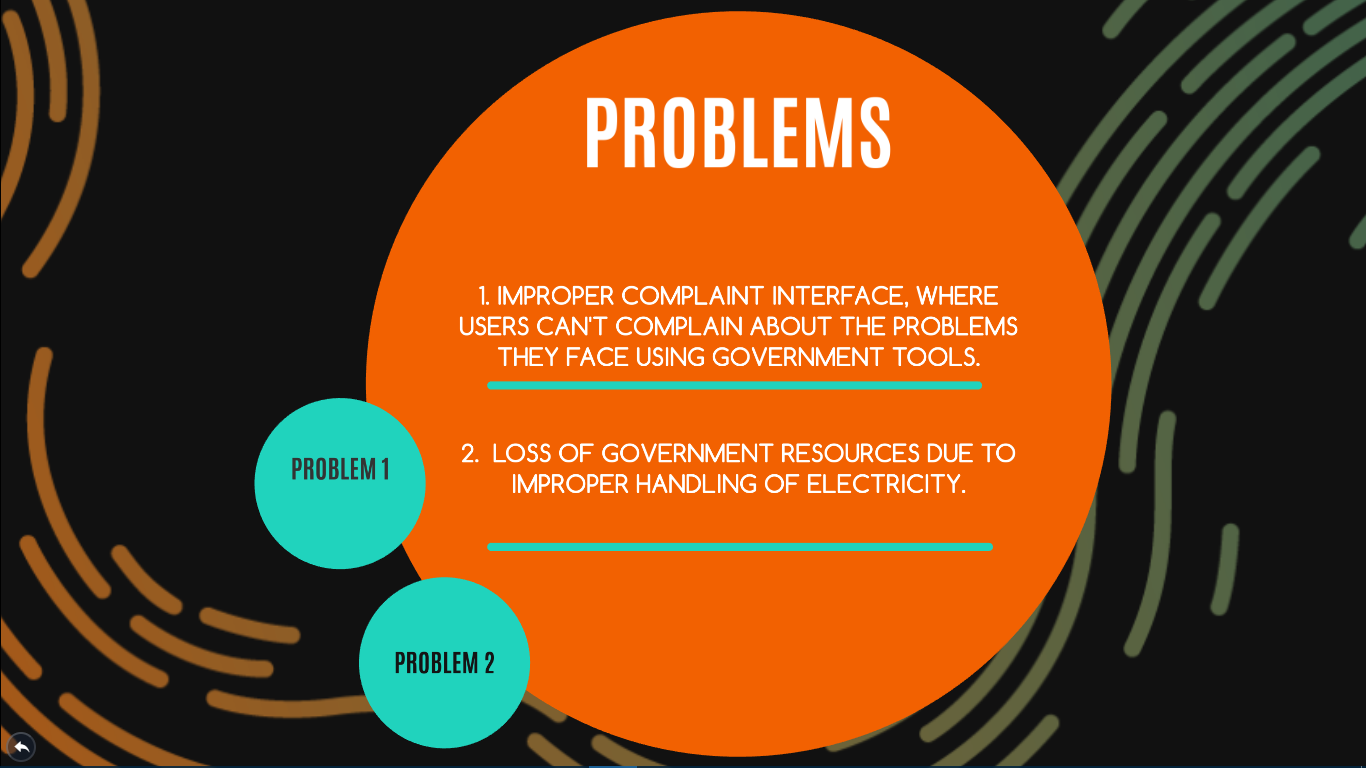 PROBLEMS
1. IMPROPER COMPLAINT INTERFACE, WHERE
USERS CAN'T COMPLAIN ABOUT THE PROBLEMS
THEY FACE USING GOVERNMENT TOOLS.
2. LOSS OF GOVERNMENT RESOURCES DUE TO
IMPROPER HANDLING OF ELECTRICITY.
PROBLEM 1
PROBLEM 2